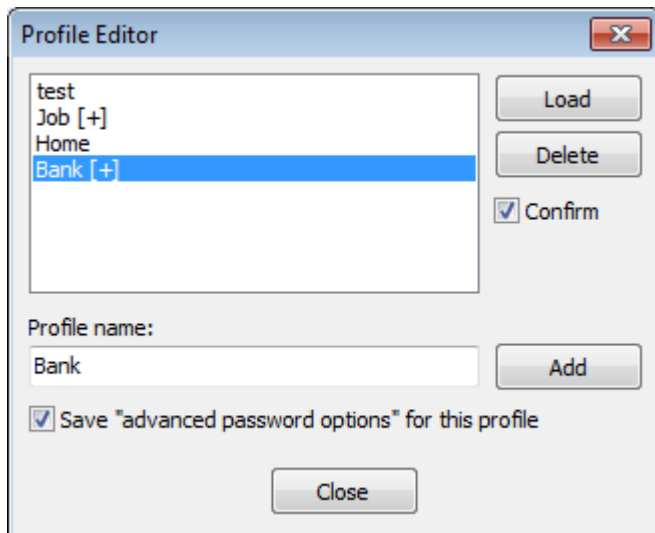 Profile Editor
test
Job [+]
Home
Bank [+]
Load
Delete
Confirm
Profile name:
Bank
Add
Save "advanced password options" for this profile
Close